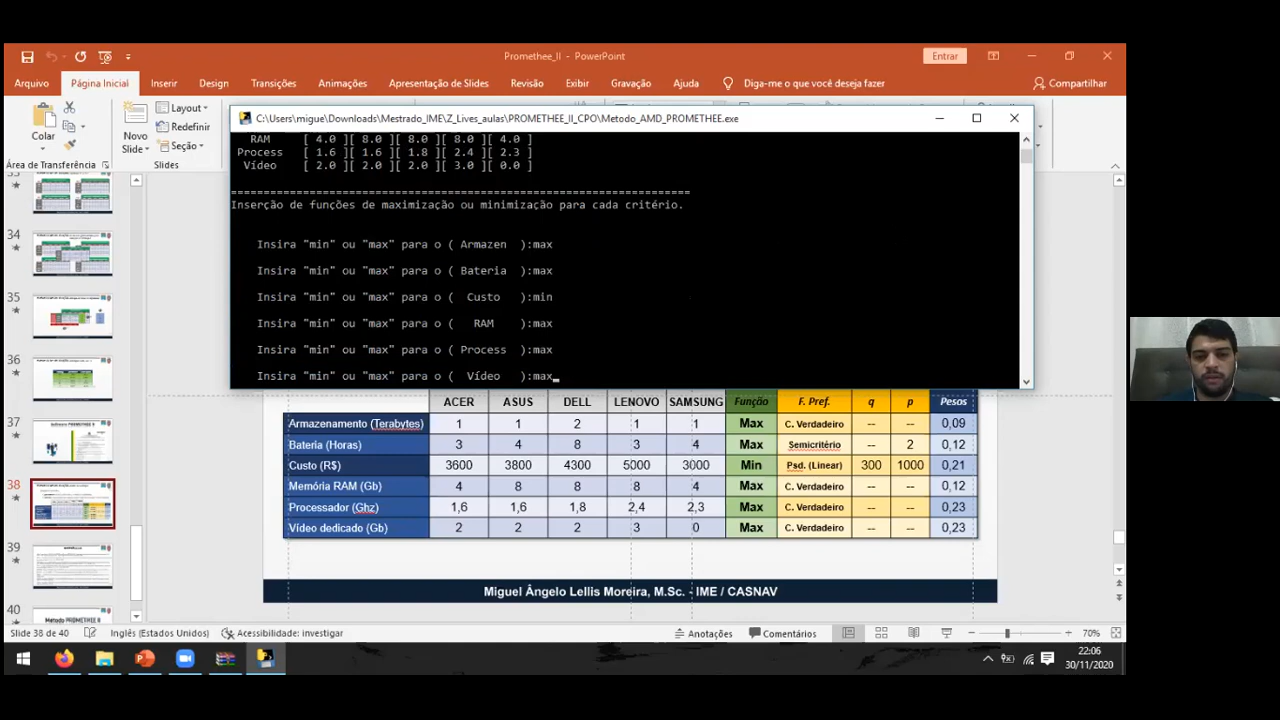 Promethee_II - PowerPoint
Entrar
Arquivo Página Inicial Inserir Design Transições Animações Apresentação de Slides Revisão Exibir Gravação Ajuda Diga-me o que você deseja fazer Compartilhar
Colar
Área de Transferência
Novo
Slide
Layout
Redefinir
Seção
Slides
C:\Users\migue\Downloads\Mestrado_IME\Z_Lives_aulas\PROMETHEE_II_CPO\Metodo_AMD_PROMETHEE.exe
RAM [ 4.0 ][ 8.0 ][ 8.0 ][ 8.0 ][ 4.0 ]
Process [ 1.6 ][ 1.6 ][ 1.8 ][ 2.4 ][ 2.3 ]
Vídeo [ 2.0 ][ 2.0 ][ 2.0 ][ 3.0 ][ 0.0 ]
Inserção de funções de maximização ou minimização para cada critério.
Insira "min" ou "max" para o ( Armazen ):max
Insira "min" ou "max" para o ( Bateria ):max
Insira "min" ou "max" para o ( Custo ):min
Insira "min" ou "max" para o ( RAM ):max
Insira "min" ou "max" para o ( Process ):max
Insira "min" ou "max" para o ( Vídeo ):max_
33
34
35
36
37
38
39
40
Metodo PROMETHEE II
ACER ASUS DELL LENOVO SAMSUNG Função F. Pref. q p Pesos
Armazenamento (Terabytes) 1 1 2 1 1 Max C. Verdadeiro -- -- 0,09
Bateria (Horas) 3 4 8 3 4 Max Semicritério -- 2 0,12
Custo (R$) 3600 3800 4300 5000 3000 Min Psd. (Linear) 300 1000 0,21
Memória RAM (Gb) 4 8 8 8 4 Max C. Verdadeiro -- -- 0,12
Processador (Ghz) 1,6 1,6 1,8 2,4 2,3 Max C. Verdadeiro -- -- 0,23
Vídeo dedicado (Gb) 2 2 2 3 0 Max C. Verdadeiro -- -- 0,23
Miguel Ângelo Lellis Moreira, M.Sc. - IME / CASNAV
Slide 38 de 40 Inglês (Estados Unidos) Acessibilidade: investigar Anotações Comentários 70%
22:06
30/11/2020